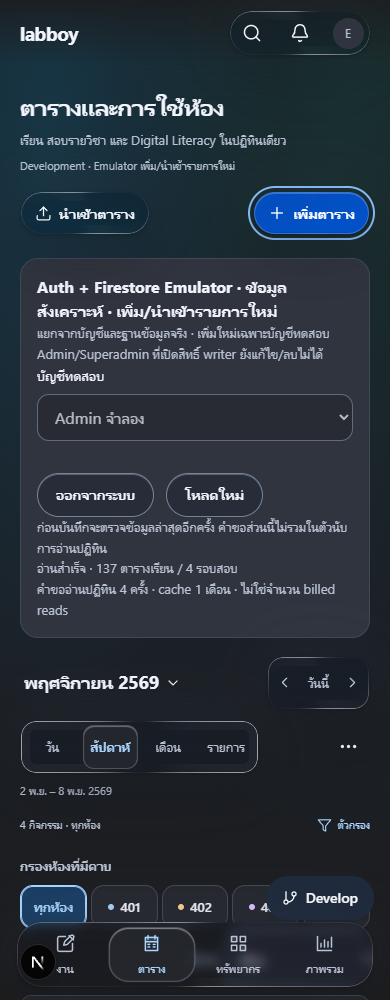 labboy
E
ตารางและการใช้ห้อง
เรียน สอบรายวิชา และ Digital Literacy ในปฏิทินเดียว
Development · Emulator เพิ่ม/นำเข้ารายการใหม่
นำเข้าตาราง
เพิ่มตาราง
Auth + Firestore Emulator · ข้อมูล
สังเคราะห์ · เพิ่ม/นำเข้ารายการใหม่
แยกจากบัญชีและฐานข้อมูลจริง · เพิ่มใหม่เฉพาะบัญชีทดสอบ
Admin/Superadmin ที่เปิดสิทธิ์ writer ยังแก้ไข/ลบไม่ได้
บัญชีทดสอบ
Admin จำลอง
ออกจากระบบ
โหลดใหม่
ก่อนบันทึกจะตรวจข้อมูลล่าสุดอีกครั้ง คำขอส่วนนี้ไม่รวมในตัวนับ
การอ่านปฏิทิน
อ่านสำเร็จ · 137 ตารางเรียน / 4 รอบสอบ
คำขออ่านปฏิทิน 4 ครั้ง · cache 1 เดือน · ไม่ใช่จำนวน billed
reads
พฤศจิกายน 2569
วันนี้
วัน
สัปดาห์
เดือน
รายการ
2 พ.ย. – 8 พ.ย. 2569
4 กิจกรรม · ทุกห้อง
ตัวกรอง
กรองห้องที่มีคาบ
ทุกห้อง
401
402
Develop
N
งาน
ตาราง
ทรัพยากร
ภาพรวม